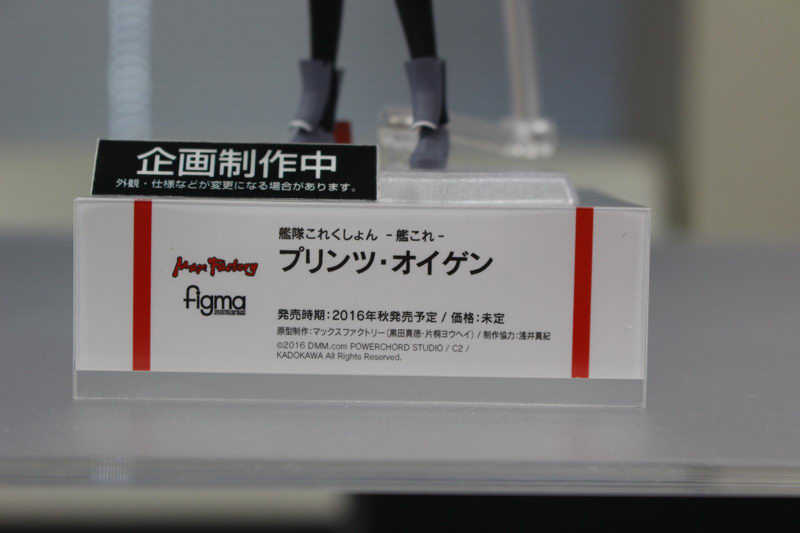 企画制作中
外観・仕様などが変更になる場合があります。
艦隊これくしょん -艦これ-
プリンツ・オイゲン
Max Factory
figma
発売時期:2016年秋発売予定 / 価格:未定
原型制作:マックスファクトリー(黒田真徳・片桐ヨウヘイ) / 制作協力:浅井真紀
©2016 DMM.com POWERCHORD STUDIO / C2 /
KADOKAWA All Rights Reserved.